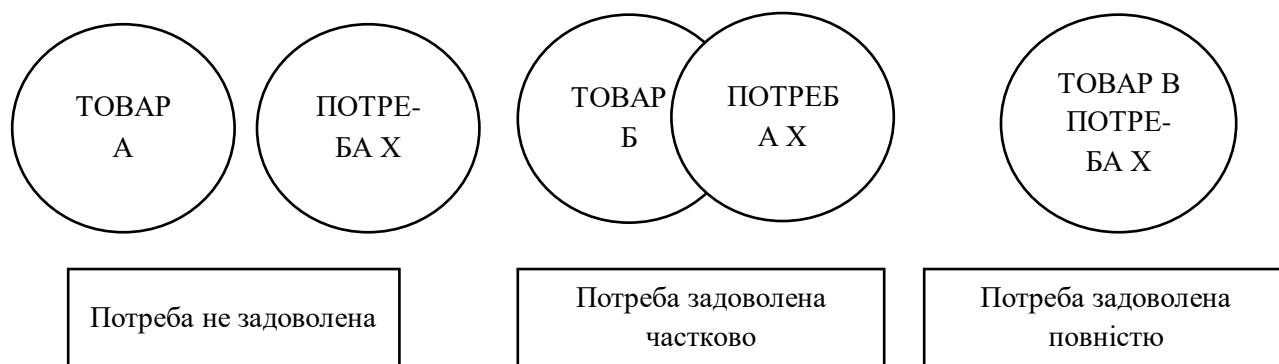 ТОВАР
А
ПОТРЕ-
БА Х
ТОВАР
Б
ПОТРЕБ
А Х
ТОВАР В
ПОТРЕ-
БА Х
Потреба не задоволена
Потреба задоволена
частково
Потреба задоволена
повністю